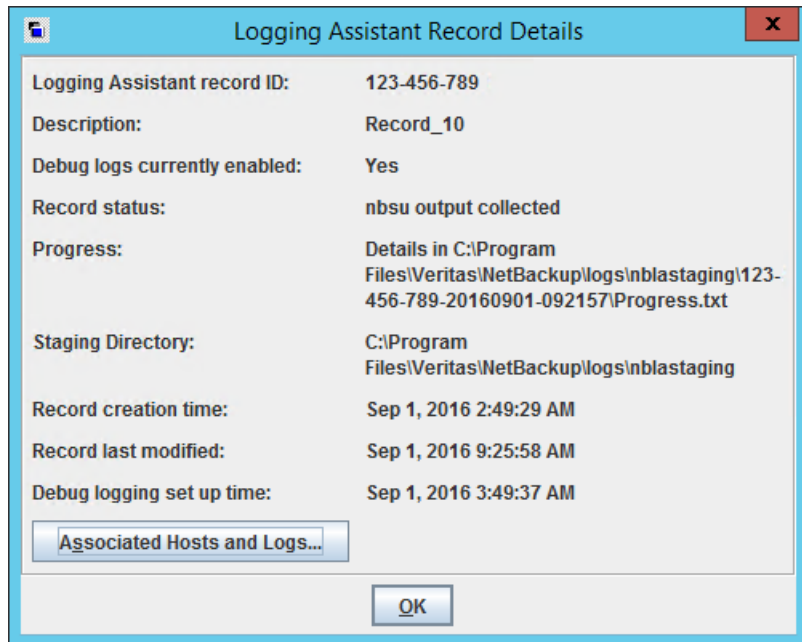 Logging Assistant Record Details
x
Logging Assistant record ID: 123-456-789
Description: Record_10
Debug logs currently enabled: Yes
Record status: nbsu output collected
Progress: Details in C:\Program
Files\Veritas\NetBackup\logs\nblastaging\123-
456-789-20160901-092157\Progress.txt
Staging Directory: C:\Program
Files\Veritas\NetBackup\logs\nblastaging
Record creation time: Sep 1, 2016 2:49:29 AM
Record last modified: Sep 1, 2016 9:25:58 AM
Debug logging set up time: Sep 1, 2016 3:49:37 AM
Associated Hosts and Logs...
OK